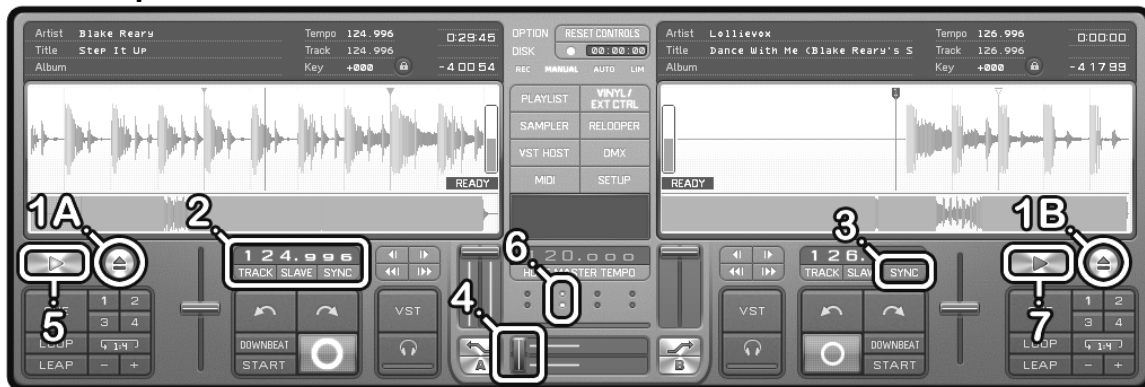 Artist Blake Reary
Title Step It Up
Album
Tempo 124.996
Track 124.996
Key +000
0:29:45
-4 00 54
OPTION RESET CONTROLS
DISK 00:00:00
REC MANUAL AUTO LIM
Artist Lollievox
Title Dance With Me (Blake Reary's S
Album
Tempo 126.996
Track 126.996
Key +000
0:00:00
-4 17 99
PLAYLIST VINYL / EXT CTRL
SAMPLER RELOOPER
VST HOST DMX
MIDI SETUP
READY
READY
1A
2
6
3
1B
4
5
7
124.996
TRACK SLAVE SYNC
20.000
MASTER TEMPO
126.
TRACK SLAV SYNC
1 2
3 4
LOOP 1:4
LEAP - +
DOWNBEAT
START
VST
A
B
VST
DOWNBEAT
START
1 2
3 4
LOOP 1:4
LEAP - +